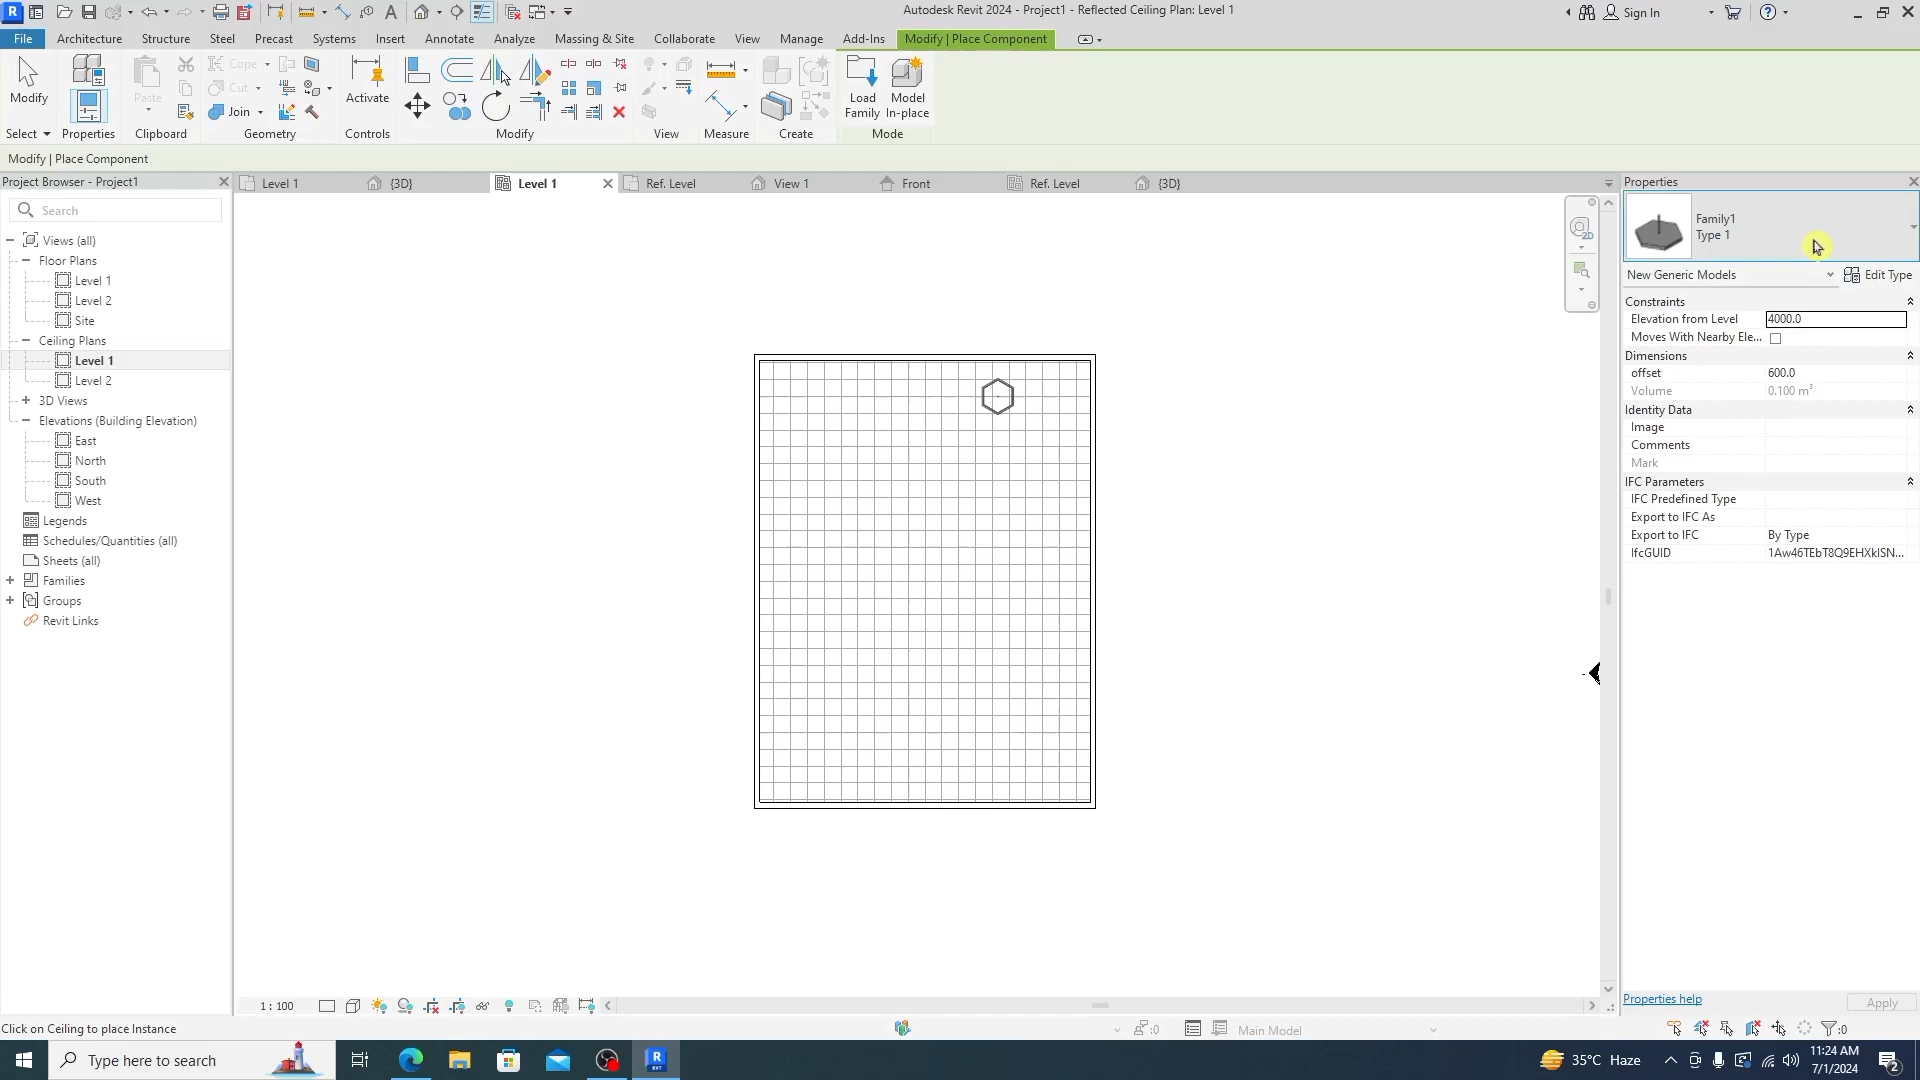 Autodesk Revit 2024 - Project1 - Reflected Ceiling Plan: Level 1
Sign In
File
Architecture
Structure
Steel
Precast
Systems
Insert
Annotate
Analyze
Massing & Site
Collaborate
View
Manage
Add-Ins
Modify | Place Component
Modify
Select
Properties
Paste
Clipboard
Cope
Cut
Join
Geometry
Activate
Controls
Modify
View
Measure
Create
Load
Family
Model
In-place
Mode
Modify | Place Component
Project Browser - Project1
Search
Views (all)
Floor Plans
Level 1
Level 2
Site
Ceiling Plans
Level 1
Level 2
3D Views
Elevations (Building Elevation)
East
North
South
West
Legends
Schedules/Quantities (all)
Sheets (all)
Families
Groups
Revit Links
Level 1
{3D}
Level 1
Ref. Level
View 1
Front
Ref. Level
{3D}
2D
Properties
Family1
Type 1
New Generic Models
Edit Type
Constraints
Elevation from Level 4000.0
Moves With Nearby Ele...
Dimensions
offset 600.0
Volume 0.100 m³
Identity Data
Image
Comments
Mark
IFC Parameters
IFC Predefined Type
Export to IFC As
Export to IFC By Type
IfcGUID 1Aw46TEbT8Q9EHXkISN...
Properties help
Apply
1 : 100
Click on Ceiling to place Instance
:0
Main Model
:0
Type here to search
35°C Haze
11:24 AM
7/1/2024
2